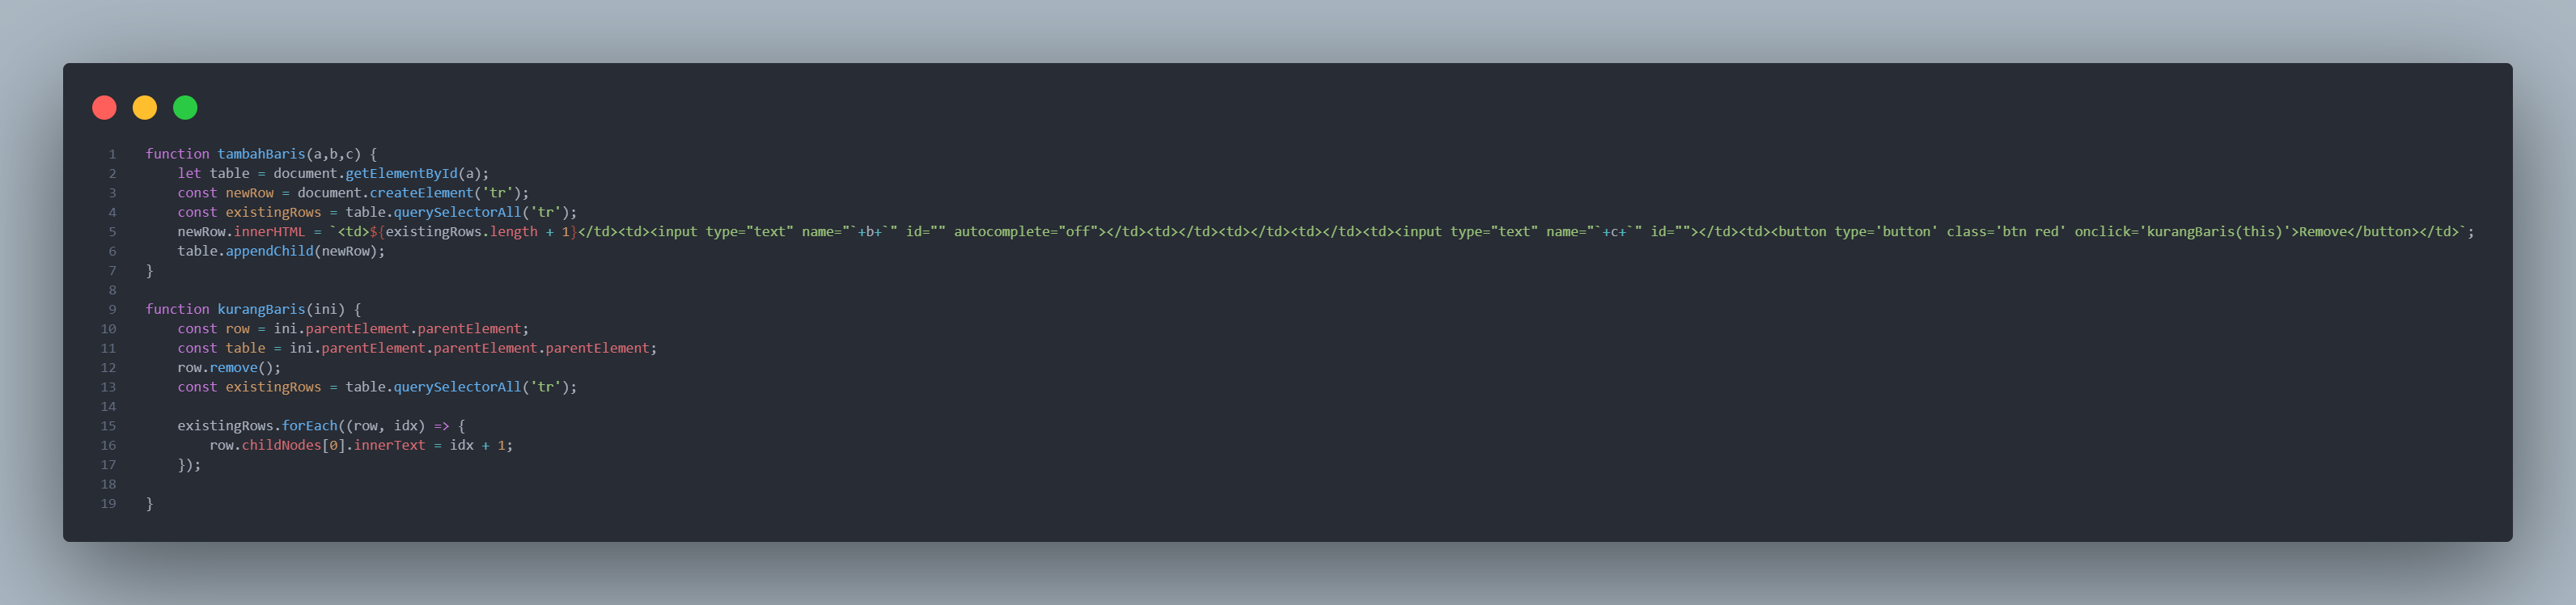 1 function tambahBaris(a,b,c) {
2 let table = document.getElementById(a);
3 const newRow = document.createElement('tr');
4 const existingRows = table.querySelectorAll('tr');
5 newRow.innerHTML = `<td>${existingRows.length + 1}</td><td><input type="text" name="`+b+`" id="" autocomplete="off"></td><td></td><td></td><td></td><td><input type="text" name="`+c+`" id=""></td><td><button type='button' class='btn red' onclick='kurangBaris(this)'>Remove</button></td>`;
6 table.appendChild(newRow);
7 }
8
9 function kurangBaris(ini) {
10 const row = ini.parentElement.parentElement;
11 const table = ini.parentElement.parentElement.parentElement;
12 row.remove();
13 const existingRows = table.querySelectorAll('tr');
14
15 existingRows.forEach((row, idx) => {
16 row.childNodes[0].innerText = idx + 1;
17 });
18
19 }